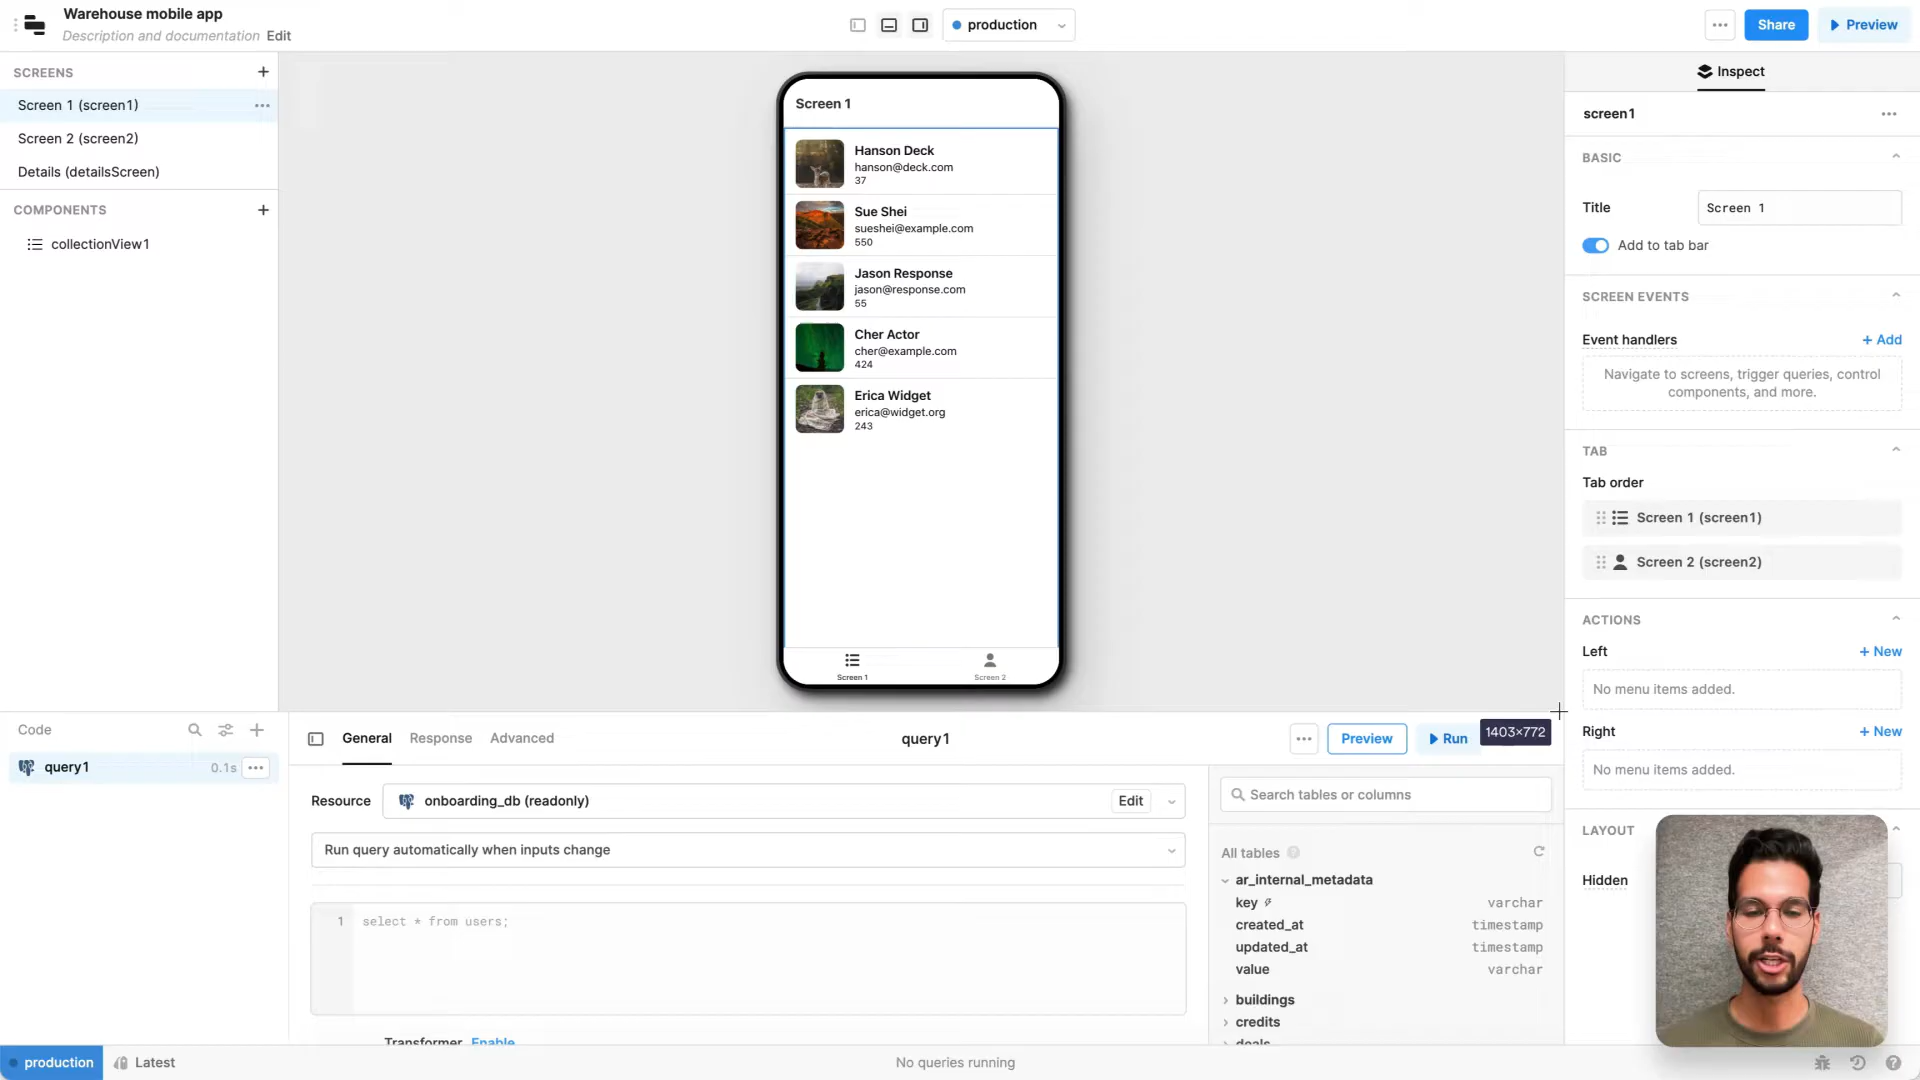 Warehouse mobile app
Description and documentation Edit
production
Share
Preview
SCREENS
Screen 1 (screen1)
Screen 2 (screen2)
Details (detailsScreen)
COMPONENTS
collectionView1
Screen 1
Hanson Deck
hanson@deck.com
37
Sue Shei
sueshei@example.com
550
Jason Response
jason@response.com
55
Cher Actor
cher@example.com
424
Erica Widget
erica@widget.org
243
Screen 1
Screen 2
Inspect
screen1
BASIC
Title
Screen 1
Add to tab bar
SCREEN EVENTS
Event handlers
+ Add
Navigate to screens, trigger queries, control
components, and more.
TAB
Tab order
Screen 1 (screen1)
Screen 2 (screen2)
ACTIONS
Left
+ New
No menu items added.
Right
+ New
No menu items added.
LAYOUT
Hidden
Code
query1
0.1s
General
Response
Advanced
query1
Preview
Run
1403×772
Resource
onboarding_db (readonly)
Edit
Run query automatically when inputs change
1
select * from users;
Transformer Enable
Search tables or columns
All tables
ar_internal_metadata
key
varchar
created_at
timestamp
updated_at
timestamp
value
varchar
buildings
credits
deals
production
Latest
No queries running